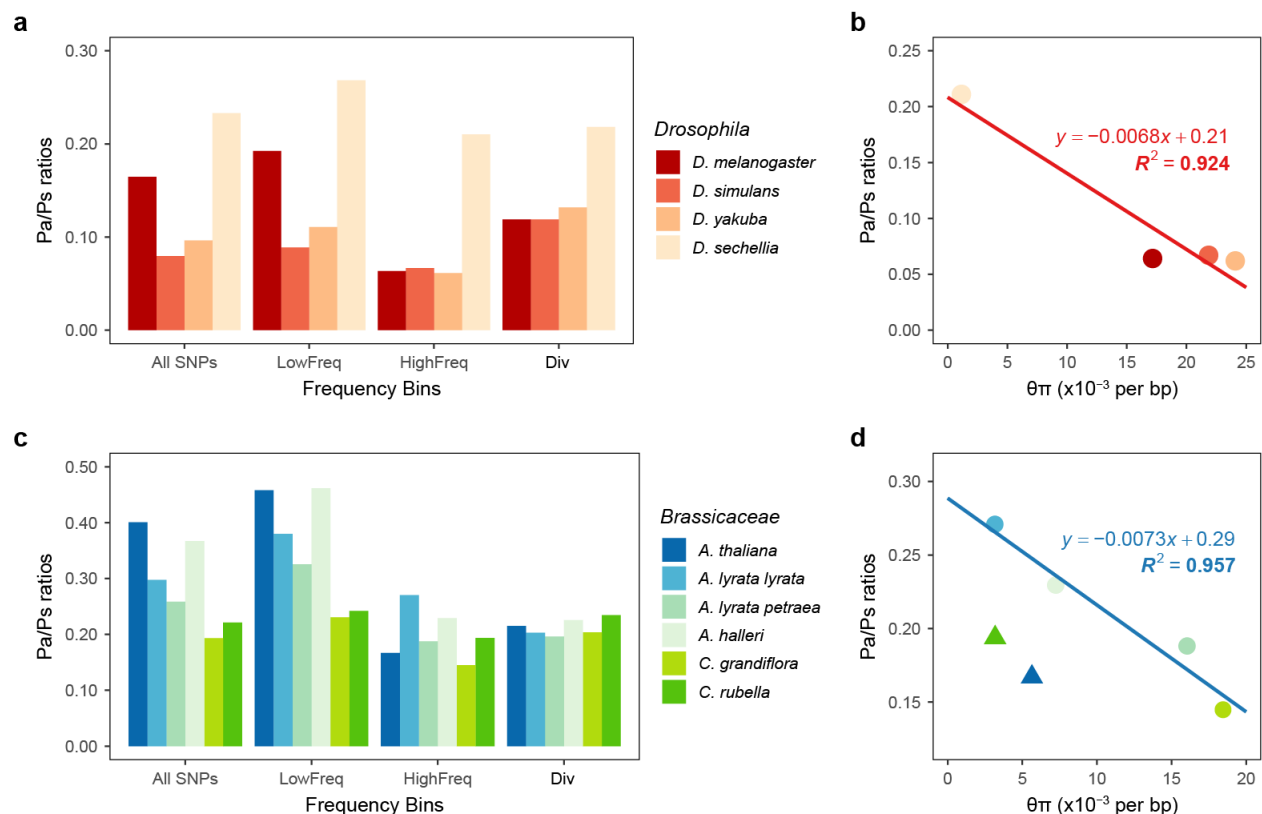 a
0.30
0.20
0.10
0.00
Pa/Ps ratios
All SNPs LowFreq HighFreq Div
Frequency Bins
Drosophila
D. melanogaster
D. simulans
D. yakuba
D. sechellia
b
0.25
0.20
0.15
0.10
0.05
0.00
Pa/Ps ratios
y = −0.0068x + 0.21
R² = 0.924
0 5 10 15 20 25
θπ (x10⁻³ per bp)
c
0.50
0.40
0.30
0.20
0.10
0.00
Pa/Ps ratios
All SNPs LowFreq HighFreq Div
Frequency Bins
Brassicaceae
A. thaliana
A. lyrata lyrata
A. lyrata petraea
A. halleri
C. grandiflora
C. rubella
d
0.30
0.25
0.20
0.15
Pa/Ps ratios
y = −0.0073x + 0.29
R² = 0.957
0 5 10 15 20
θπ (x10⁻³ per bp)